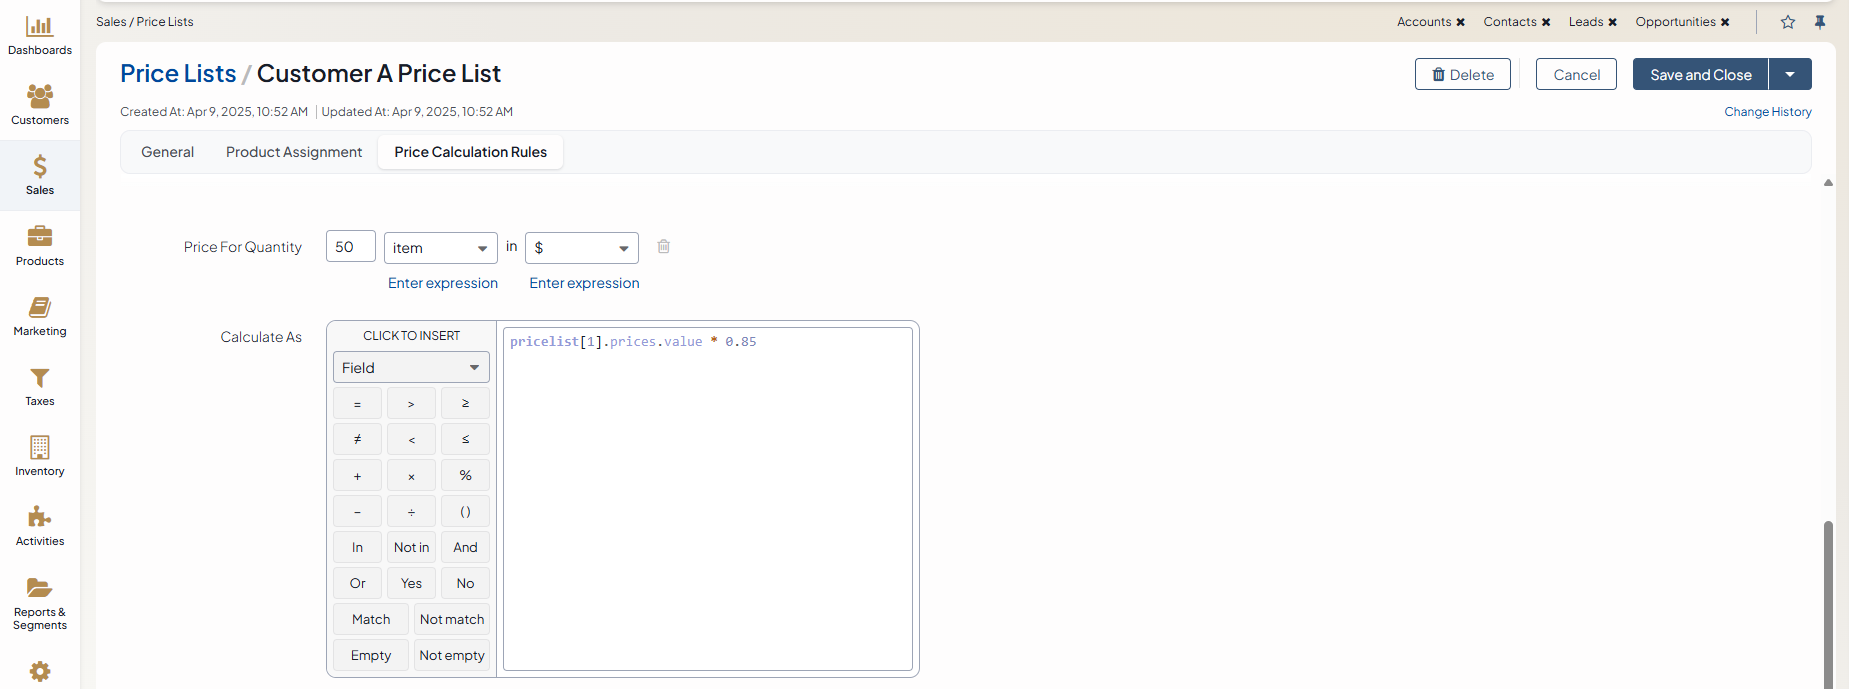 Dashboards
Customers
Sales
Products
Marketing
Taxes
Inventory
Activities
Reports &
Segments
Sales / Price Lists
Accounts ✖ Contacts ✖ Leads ✖ Opportunities ✖
Price Lists / Customer A Price List
Delete Cancel Save and Close
Created At: Apr 9, 2025, 10:52 AM | Updated At: Apr 9, 2025, 10:52 AM
Change History
General Product Assignment Price Calculation Rules
Price For Quantity 50 item in $
Enter expression Enter expression
Calculate As
CLICK TO INSERT
Field
= > ≥
≠ < ≤
+ × %
− ÷ ( )
In Not in And
Or Yes No
Match Not match
Empty Not empty
pricelist[1].prices.value * 0.85